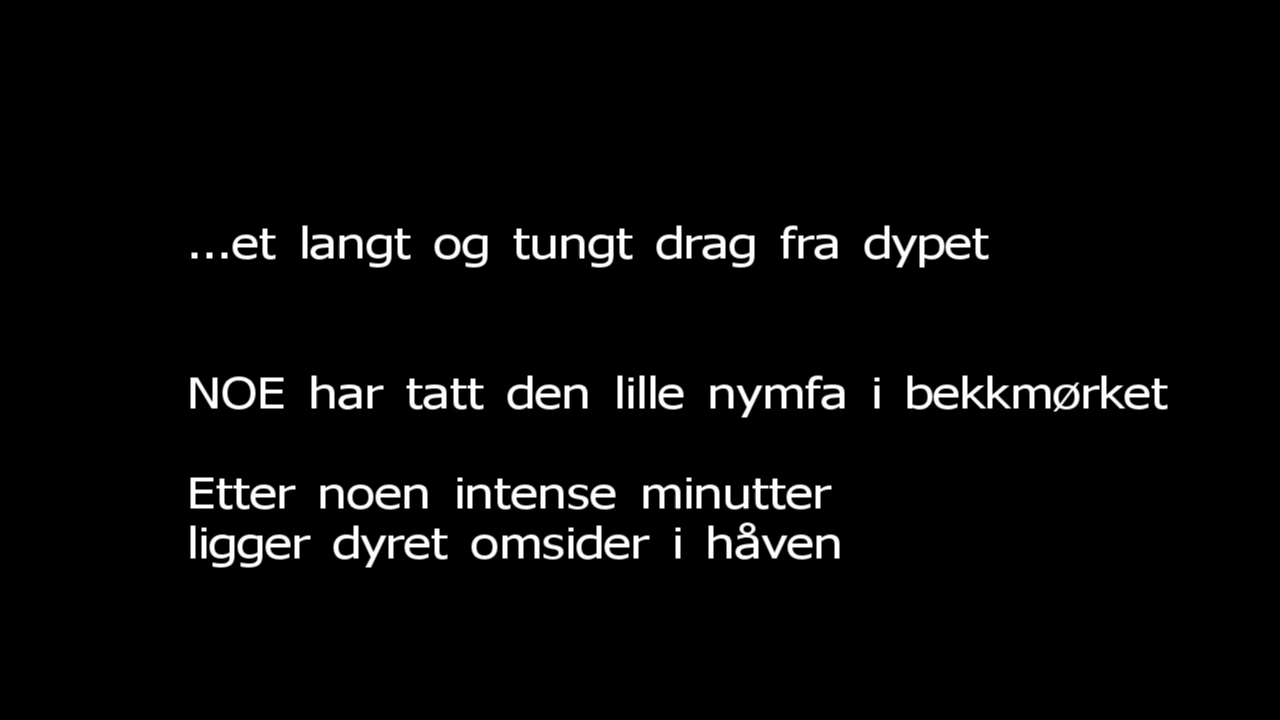 ...et langt og tungt drag fra dypet
NOE har tatt den lille nymfa i bekkmørket
Etter noen intense minutter
ligger dyret omsider i håven